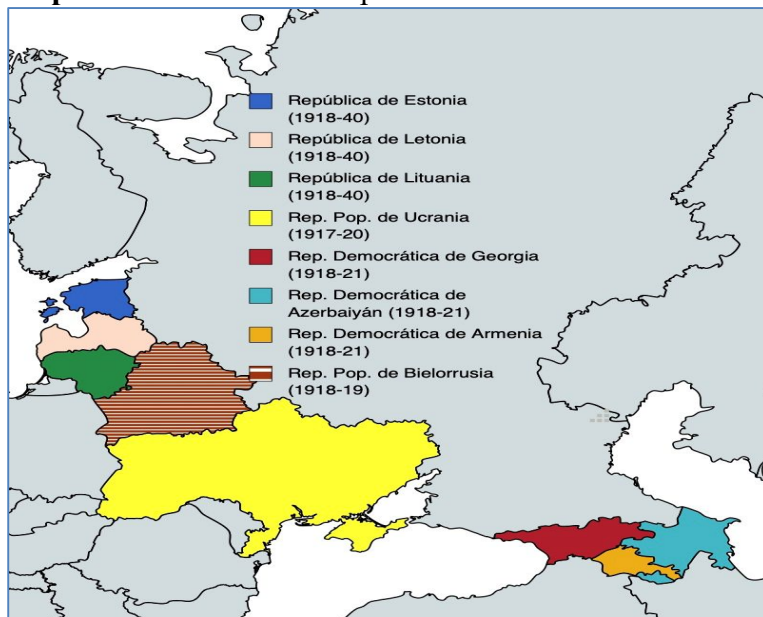 República de Estonia
(1918-40)
República de Letonia
(1918-40)
República de Lituania
(1918-40)
Rep. Pop. de Ucrania
(1917-20)
Rep. Democrática de Georgia
(1918-21)
Rep. Democrática de
Azerbaiyán (1918-21)
Rep. Democrática de Armenia
(1918-21)
Rep. Pop. de Bielorrusia
(1918-19)